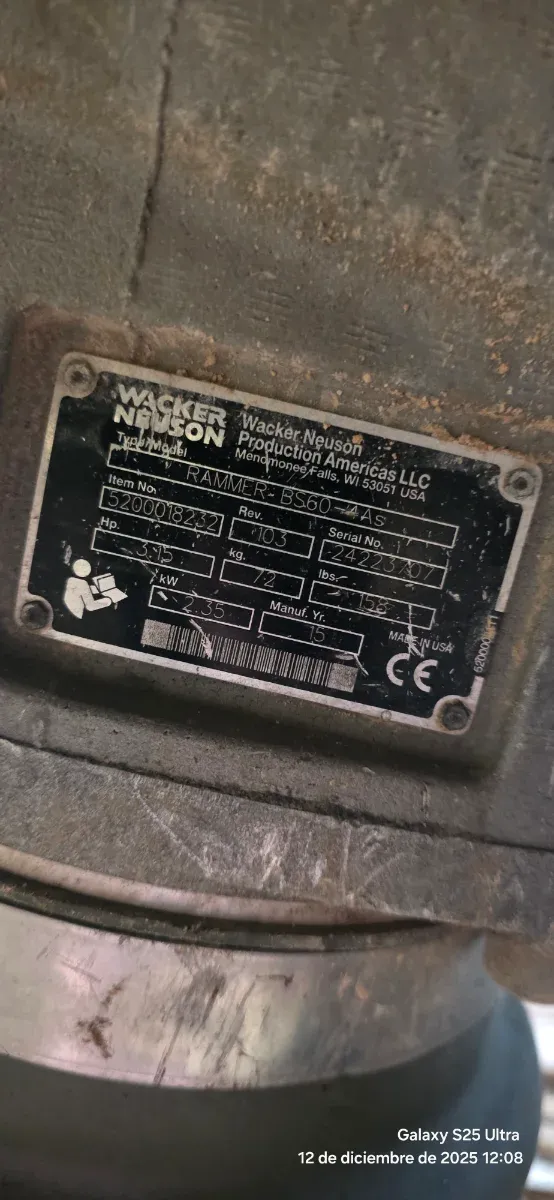 WACKER
NEUSON
Wacker Neuson
Production Americas LLC
Menomonee Falls, WI 53051 USA
Type/Model
RAMMER-BS60-4As
Item No.
5200018232
Rev.
103
Serial No.
24223707
Hp.
3.15
kg.
72
lbs.
158
kW
2.35
Manuf. Yr.
15
MADE IN USA
CE
Galaxy S25 Ultra
12 de diciembre de 2025 12:08